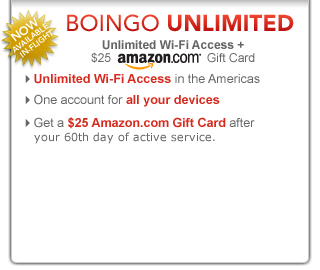 BOINGO UNLIMITED
NOW
AVAILABLE
IN-FLIGHT
Unlimited Wi-Fi Access +
$25 amazon.com Gift Card
Unlimited Wi-Fi Access in the Americas
One account for all your devices
Get a $25 Amazon.com Gift Card after
your 60th day of active service.